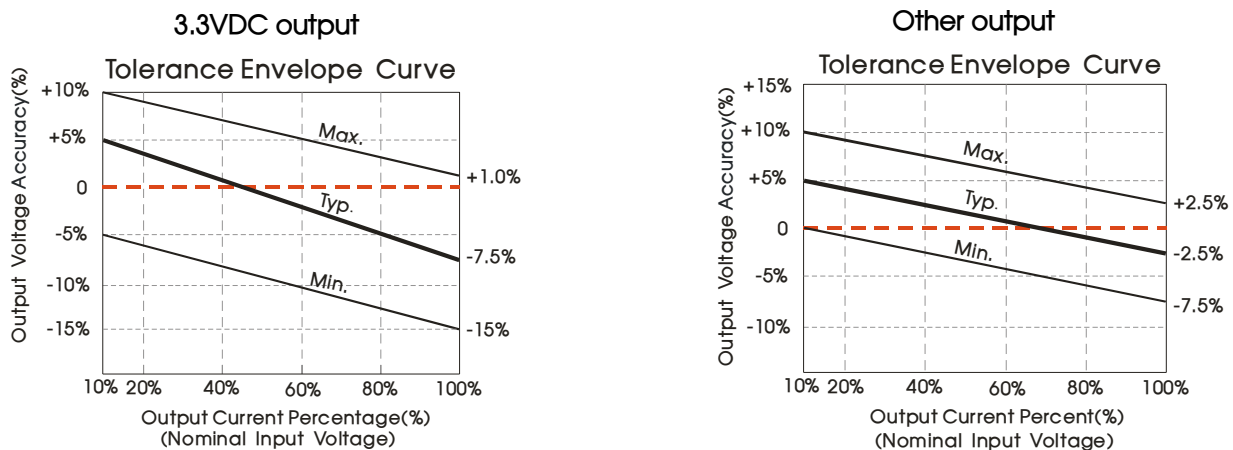 3.3VDC output
Tolerance Envelope Curve
Output Voltage Accuracy(%)
+10%
+5%
0
-5%
-10%
-15%
Max.
Typ.
Min.
+1.0%
-7.5%
-15%
10% 20% 40% 60% 80% 100%
Output Current Percentage(%)
(Nominal Input Voltage)
Other output
Tolerance Envelope Curve
Output Voltage Accuracy(%)
+15%
+10%
+5%
0
-5%
-10%
Max.
Typ.
Min.
+2.5%
-2.5%
-7.5%
10% 20% 40% 60% 80% 100%
Output Current Percent(%)
(Nominal Input Voltage)